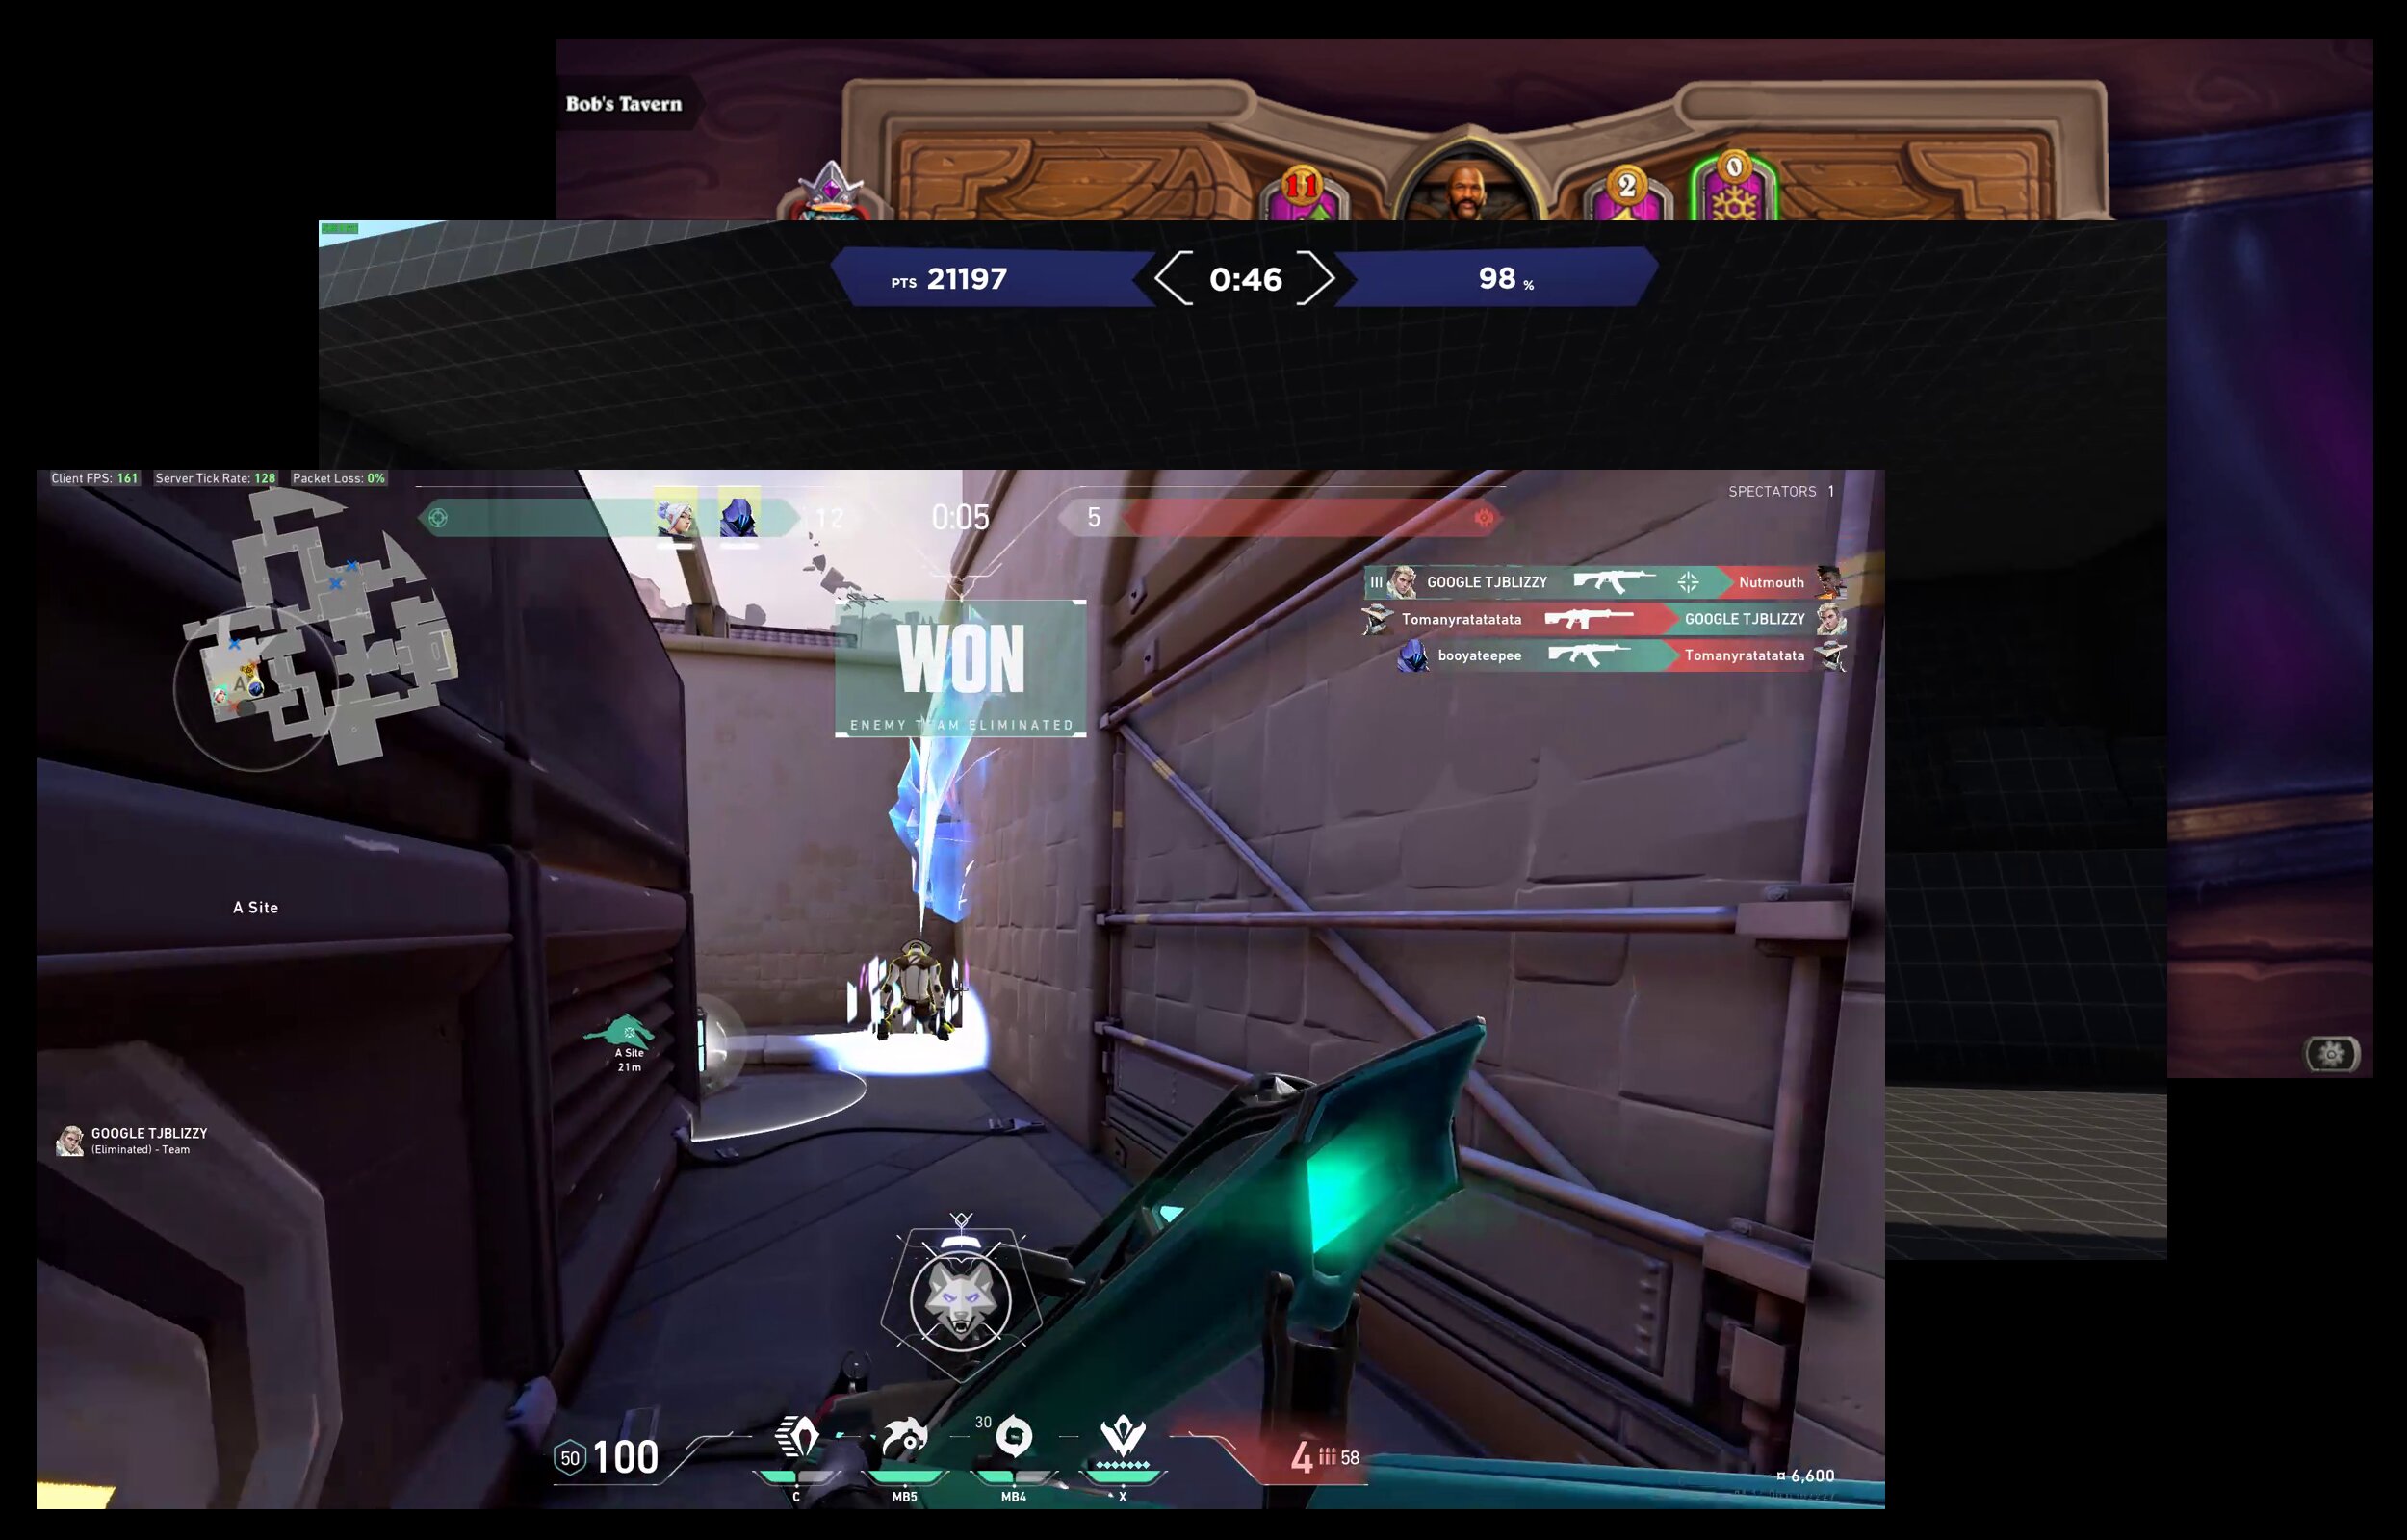 Bob's Tavern
11
2
0
PTS 21197
0:46
98 %
Client FPS: 161 Server Tick Rate: 128 Packet Loss: 0%
12
0:05
5
SPECTATORS 1
III GOOGLE TJBLIZZY Nutmouth
Tomanyratatatata GOOGLE TJBLIZZY
booyateepee Tomanyratatatata
WON
ENEMY TEAM ELIMINATED
A
A Site
A Site
21m
GOOGLE TJBLIZZY
(Eliminated) - Team
50 100
30
4 58
¤ 6,600
C MB5 MB4 X